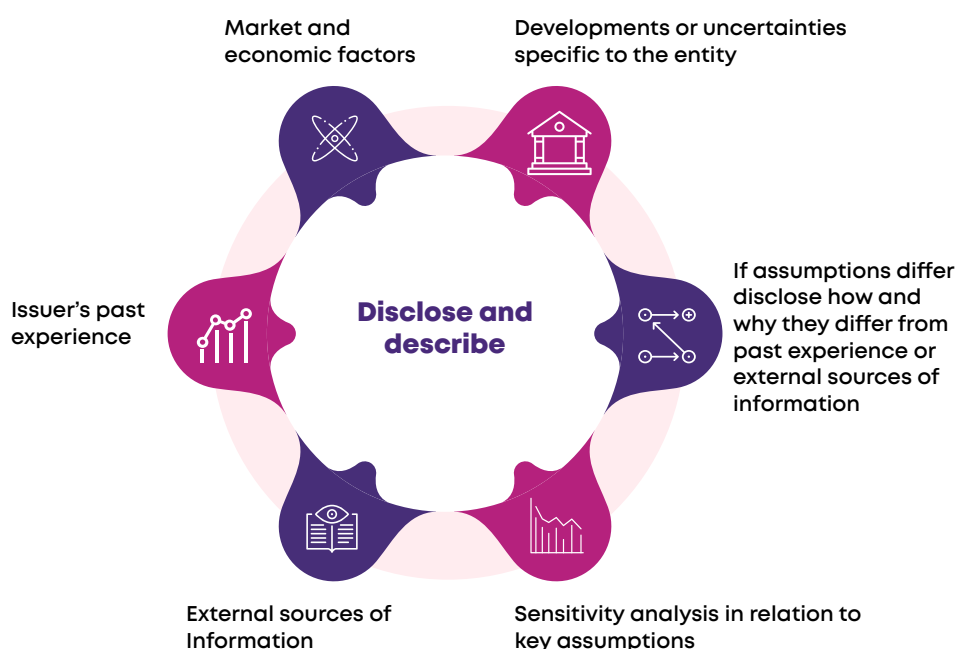 Market and
economic factors
Developments or uncertainties
specific to the entity
If assumptions differ
disclose how and
why they differ from
past experience or
external sources of
information
Issuer's past
experience
Disclose and
describe
External sources of
Information
Sensitivity analysis in relation to
key assumptions